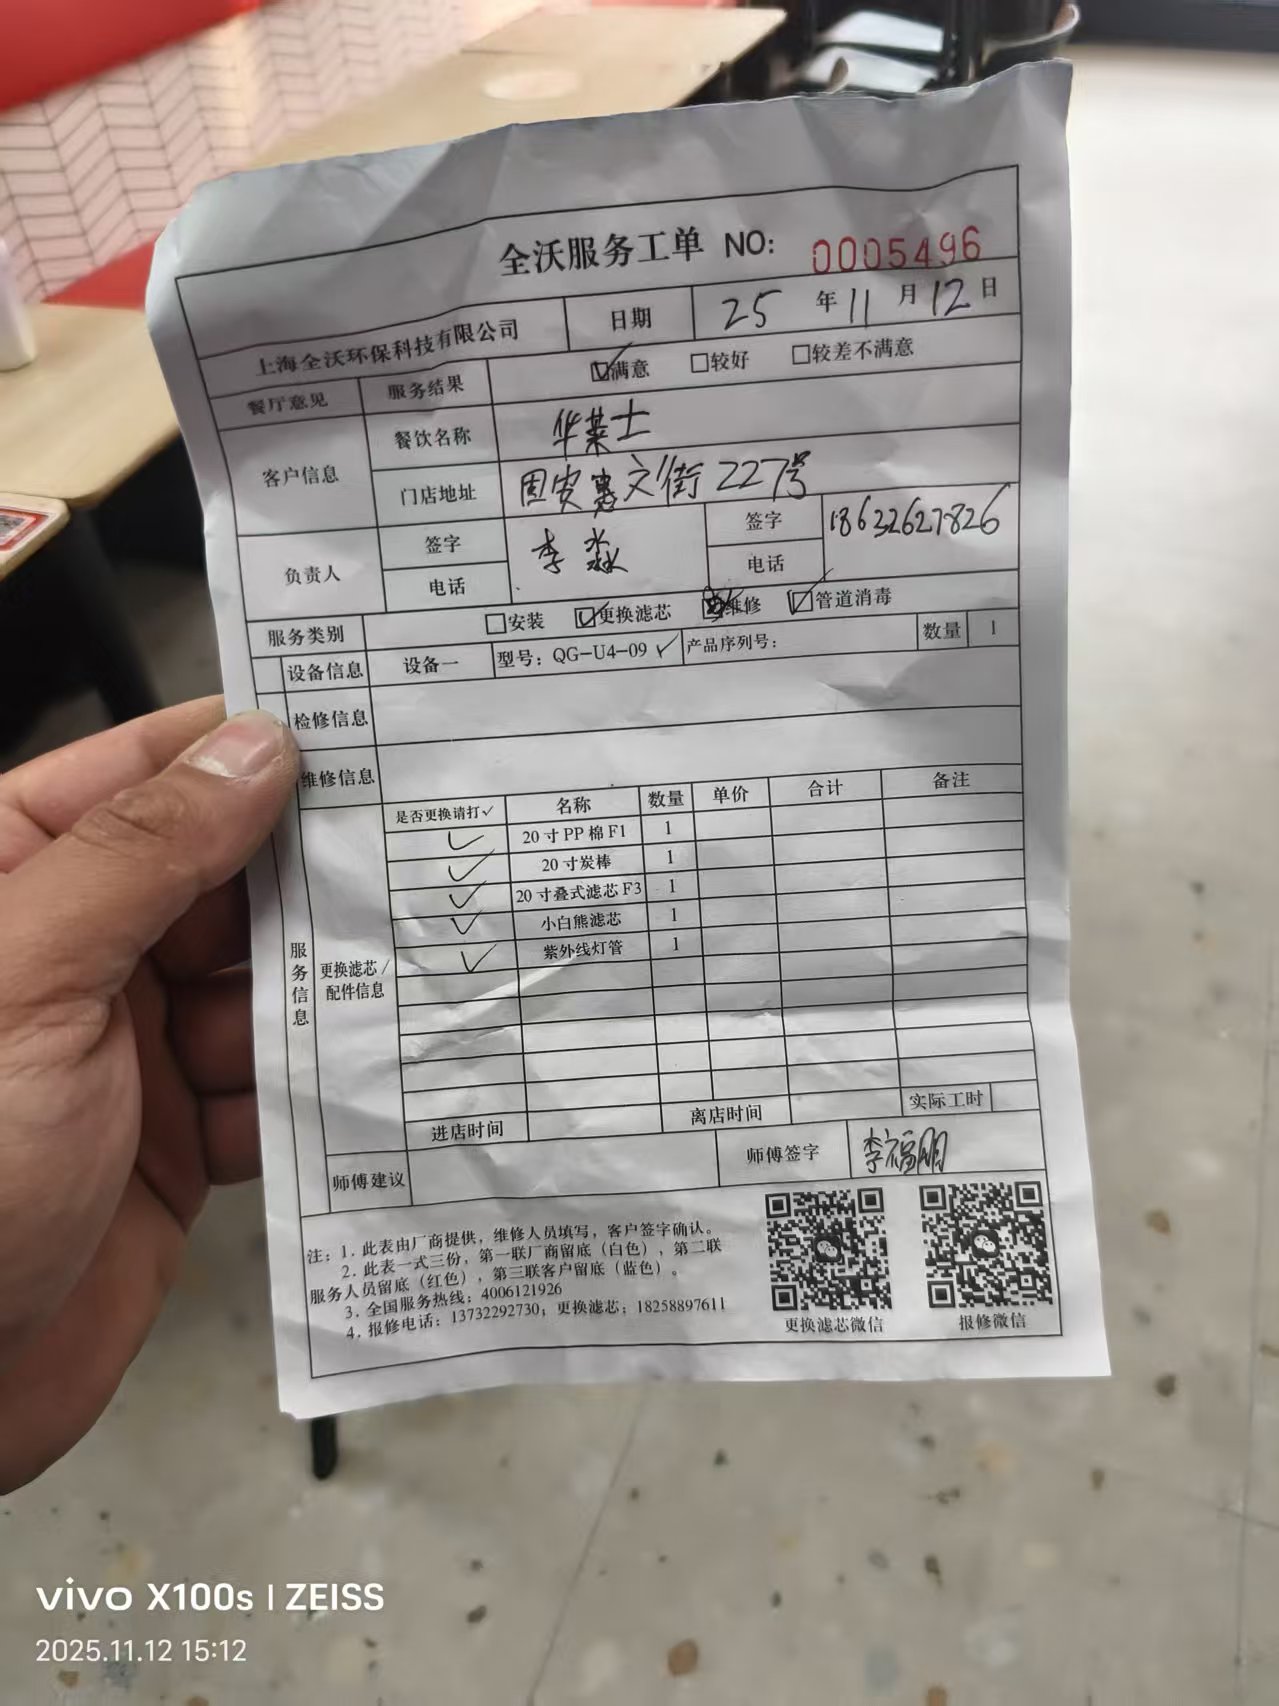 全沃服务工单 NO: 0005496
上海全沃环保科技有限公司 日期 25 年 11 月 12 日
餐厅意见 服务结果 ☑满意 □较好 □较差不满意
客户信息 餐饮名称 华莱士
门店地址 固安惠文街227号
负责人 签字 李淼 签字 18632627826
电话 电话
服务类别 □安装 ☑更换滤芯 维修 ☑管道消毒
设备信息 设备一 型号：QG-U4-09 ✓ 产品序列号： 数量 1
检修信息
维修信息
服务信息
更换滤芯/
配件信息
是否更换请打✓ 名称 数量 单价 合计 备注
✓ 20寸PP棉F1 1
✓ 20寸炭棒 1
✓ 20寸叠式滤芯F3 1
✓ 小白熊滤芯 1
✓ 紫外线灯管 1
进店时间 离店时间 实际工时
师傅建议 师傅签字 李福朋
注：1．此表由厂商提供，维修人员填写，客户签字确认。
2．此表一式三份，第一联厂商留底（白色），第二联
服务人员留底（红色），第三联客户留底（蓝色）。
3．全国服务热线：4006121926
4．报修电话：13732292730；更换滤芯：18258897611
更换滤芯微信 报修微信
vivo X100s | ZEISS
2025.11.12 15:12